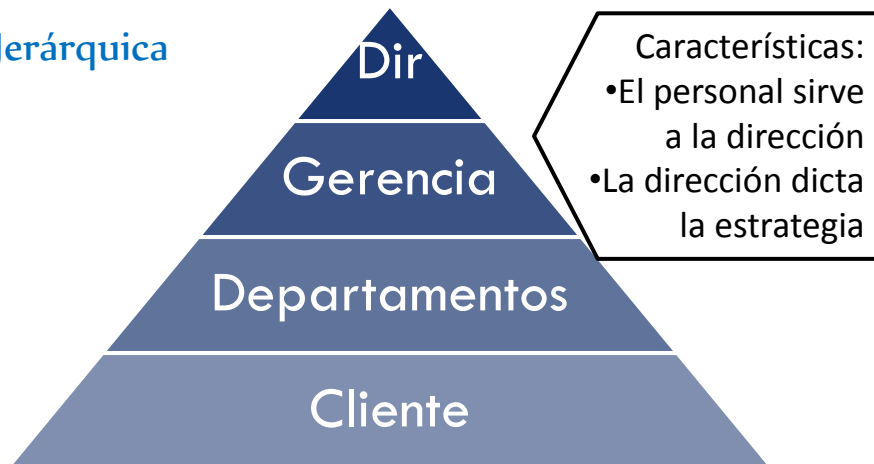 Jerárquica
Dir
Gerencia
Departamentos
Cliente
Características:
•El personal sirve
a la dirección
•La dirección dicta
la estrategia